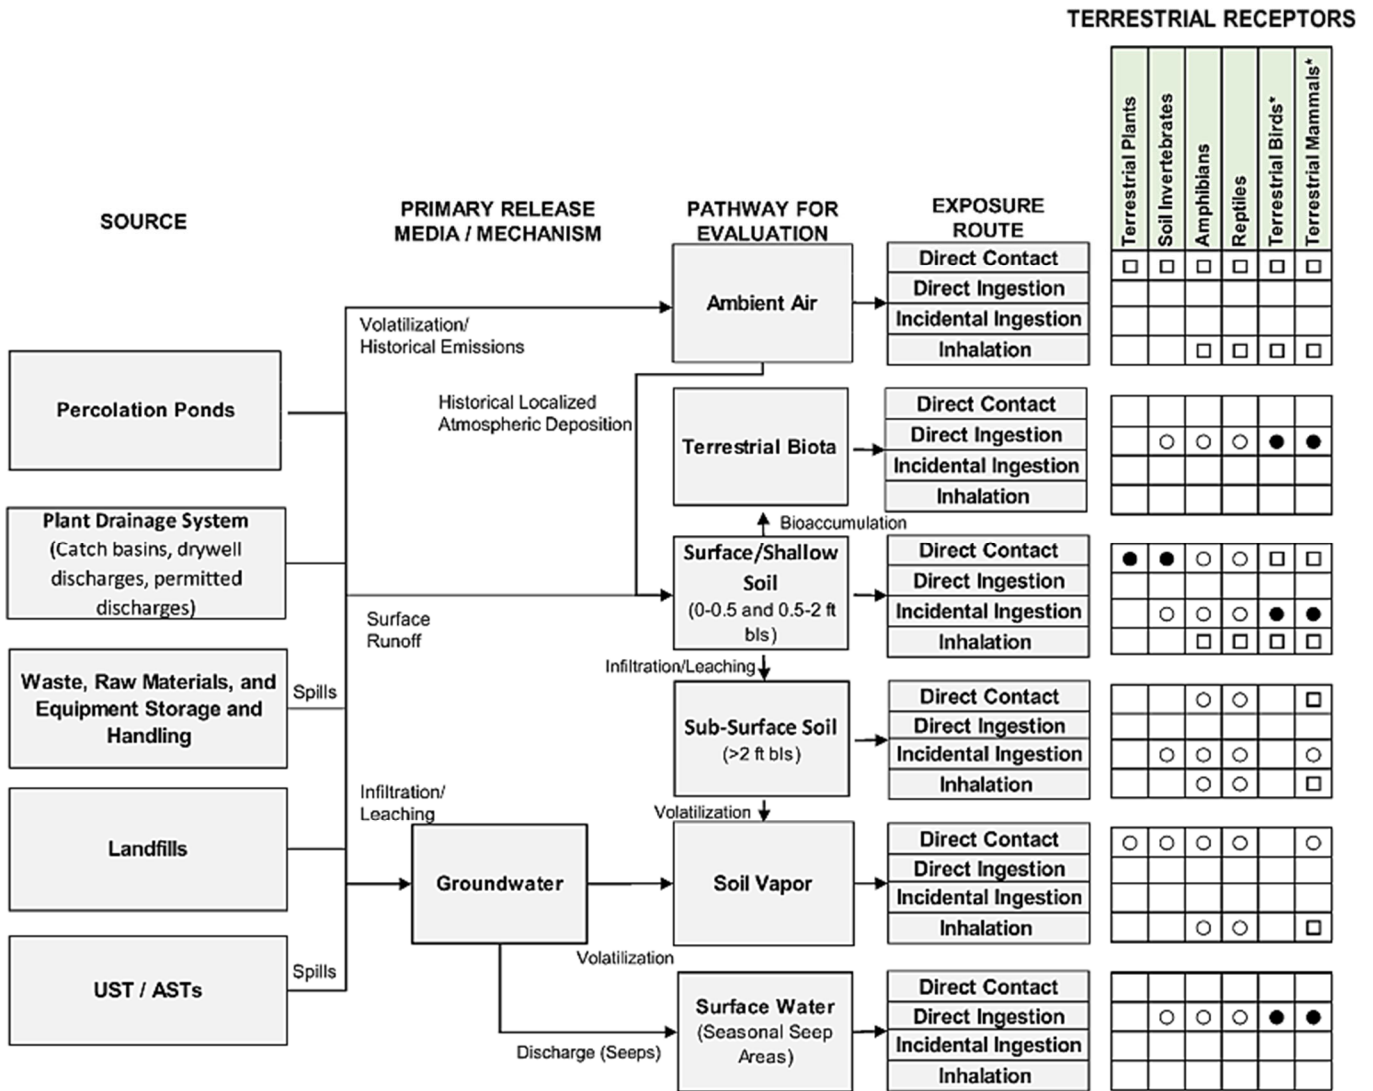 TERRESTRIAL RECEPTORS
Terrestrial Plants
Soil Invertebrates
Amphibians
Reptiles
Terrestrial Birds*
Terrestrial Mammals*
SOURCE
PRIMARY RELEASE
MEDIA / MECHANISM
PATHWAY FOR
EVALUATION
EXPOSURE
ROUTE
Percolation Ponds
Plant Drainage System
(Catch basins, drywell
discharges, permitted
discharges)
Waste, Raw Materials, and
Equipment Storage and
Handling
Spills
Landfills
UST / ASTs
Spills
Volatilization/
Historical Emissions
Historical Localized
Atmospheric Deposition
Surface
Runoff
Infiltration/
Leaching
Groundwater
Volatilization
Discharge (Seeps)
Ambient Air
Direct Contact
Direct Ingestion
Incidental Ingestion
Inhalation
Terrestrial Biota
Direct Contact
Direct Ingestion
Incidental Ingestion
Inhalation
Bioaccumulation
Surface/Shallow
Soil
(0-0.5 and 0.5-2 ft
bls)
Direct Contact
Direct Ingestion
Incidental Ingestion
Inhalation
Infiltration/Leaching
Sub-Surface Soil
(>2 ft bls)
Direct Contact
Direct Ingestion
Incidental Ingestion
Inhalation
Volatilization
Soil Vapor
Direct Contact
Direct Ingestion
Incidental Ingestion
Inhalation
Surface Water
(Seasonal Seep
Areas)
Direct Contact
Direct Ingestion
Incidental Ingestion
Inhalation